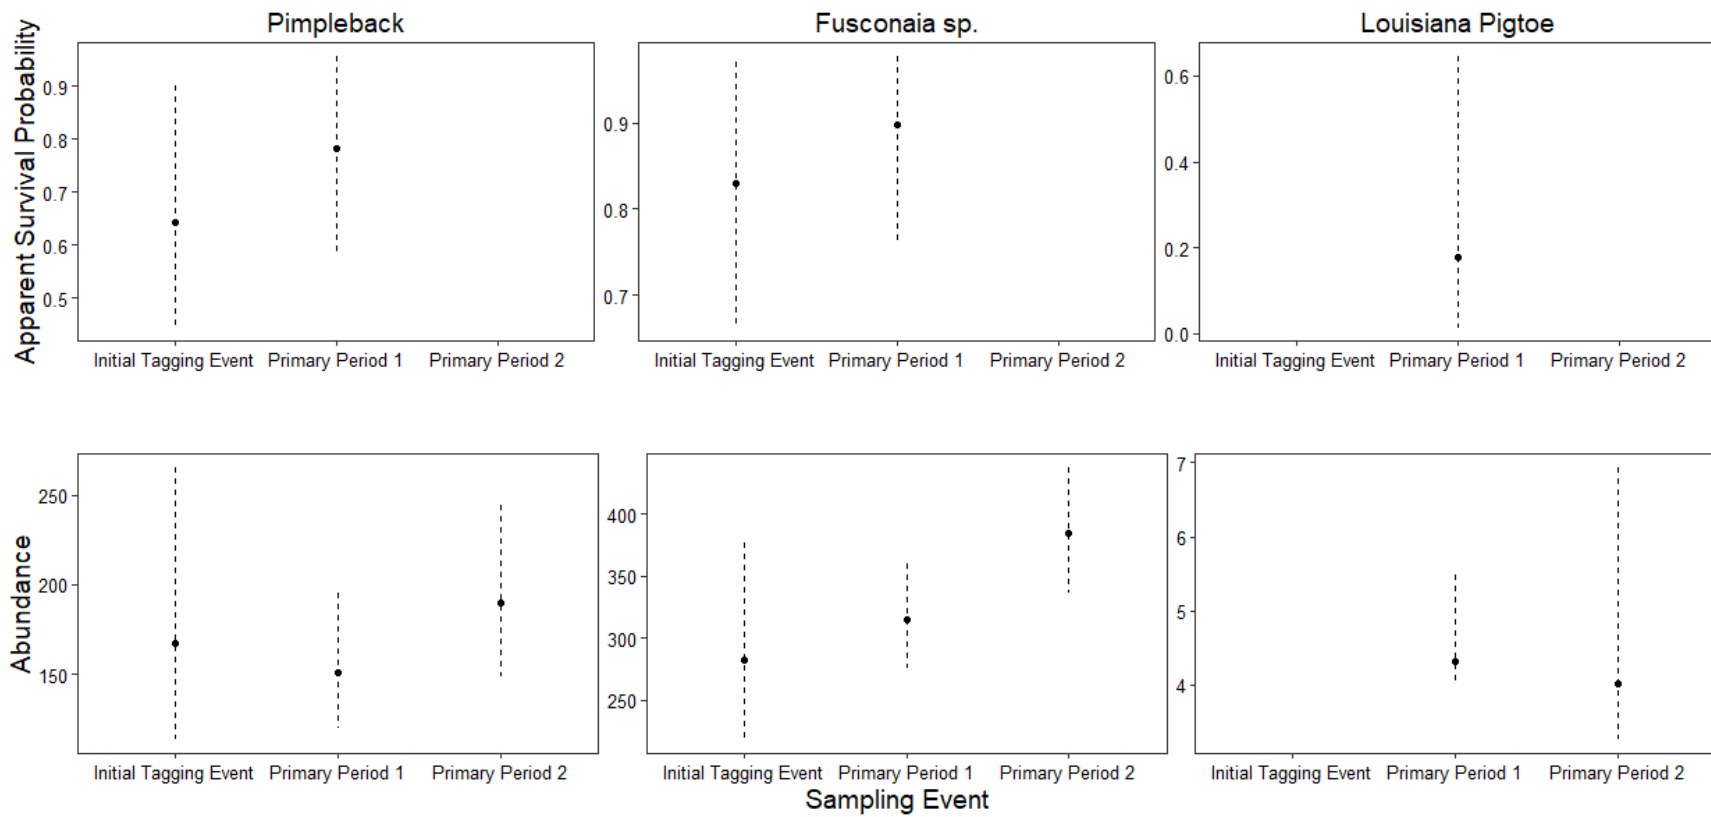 Pimpleback Fusconaia sp. Louisiana Pigtoe
Apparent Survival Probability
0.9
0.8
0.7
0.6
0.5
Initial Tagging Event Primary Period 1 Primary Period 2
0.9
0.8
0.7
Initial Tagging Event Primary Period 1 Primary Period 2
0.6
0.4
0.2
0.0
Initial Tagging Event Primary Period 1 Primary Period 2
Abundance
250
200
150
Initial Tagging Event Primary Period 1 Primary Period 2
400
350
300
250
Initial Tagging Event Primary Period 1 Primary Period 2
7
6
5
4
Initial Tagging Event Primary Period 1 Primary Period 2
Sampling Event